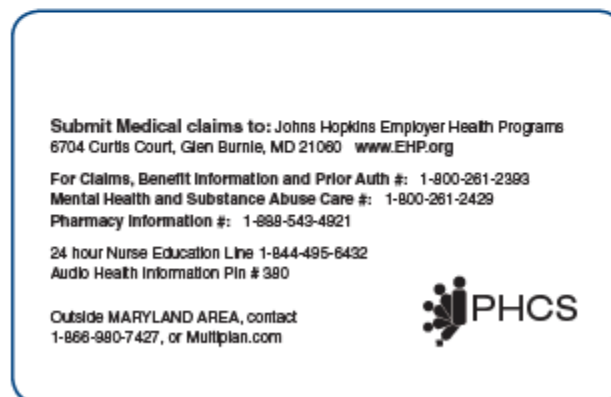 Submit Medical claims to: Johns Hopkins Employer Health Programs
6704 Curtis Court, Glen Burnie, MD 21060 www.EHP.org
For Claims, Benefit Information and Prior Auth #: 1-800-261-2393
Mental Health and Substance Abuse Care #: 1-800-261-2429
Pharmacy Information #: 1-888-543-4921
24 hour Nurse Education Line 1-844-495-6432
Audio Health Information Pin # 380
Outside MARYLAND AREA, contact
1-866-980-7427, or Multiplan.com
PHCS